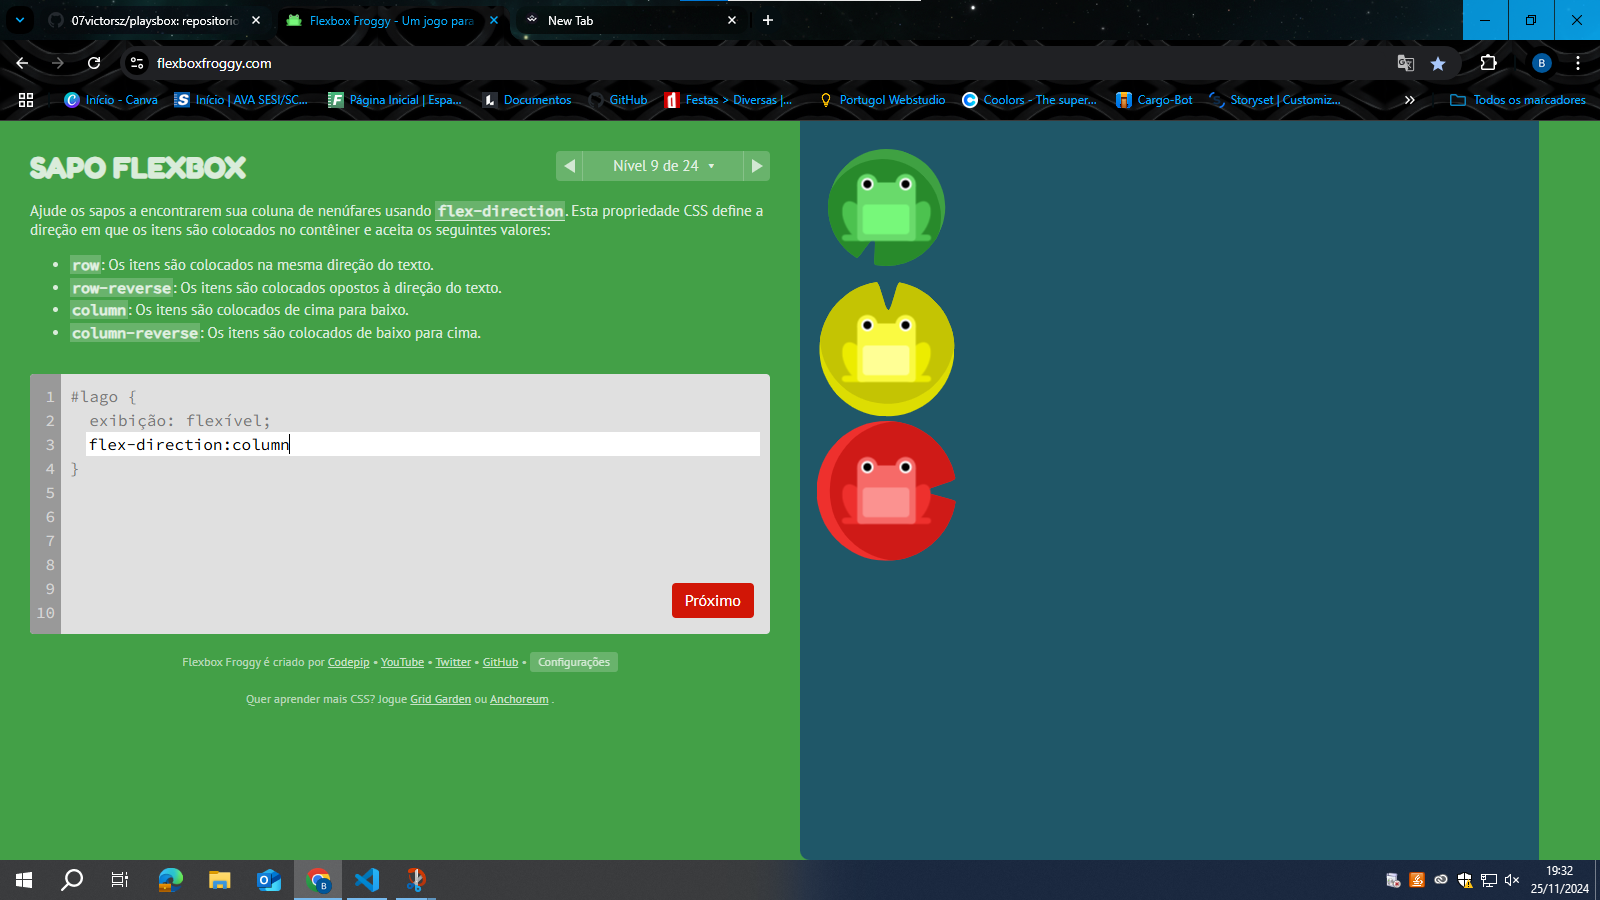 07victorsz/playsbox: repositorio
Flexbox Froggy - Um jogo para
New Tab
flexboxfroggy.com
B
Início - Canva
Início | AVA SESI/SC...
Página Inicial | Espa...
Documentos
GitHub
Festas > Diversas |...
Portugol Webstudio
Coolors - The super...
Cargo-Bot
Storyset | Customiz...
Todos os marcadores
SAPO FLEXBOX
Nível 9 de 24
Ajude os sapos a encontrarem sua coluna de nenúfares usando flex-direction. Esta propriedade CSS define a
direção em que os itens são colocados no contêiner e aceita os seguintes valores:
• row: Os itens são colocados na mesma direção do texto.
• row-reverse: Os itens são colocados opostos à direção do texto.
• column: Os itens são colocados de cima para baixo.
• column-reverse: Os itens são colocados de baixo para cima.
1 #lago {
2 exibição: flexível;
3 flex-direction:column
4 }
5
6
7
8
9
10
Próximo
Flexbox Froggy é criado por Codepip • YouTube • Twitter • GitHub • Configurações
Quer aprender mais CSS? Jogue Grid Garden ou Anchoreum .
19:32
25/11/2024